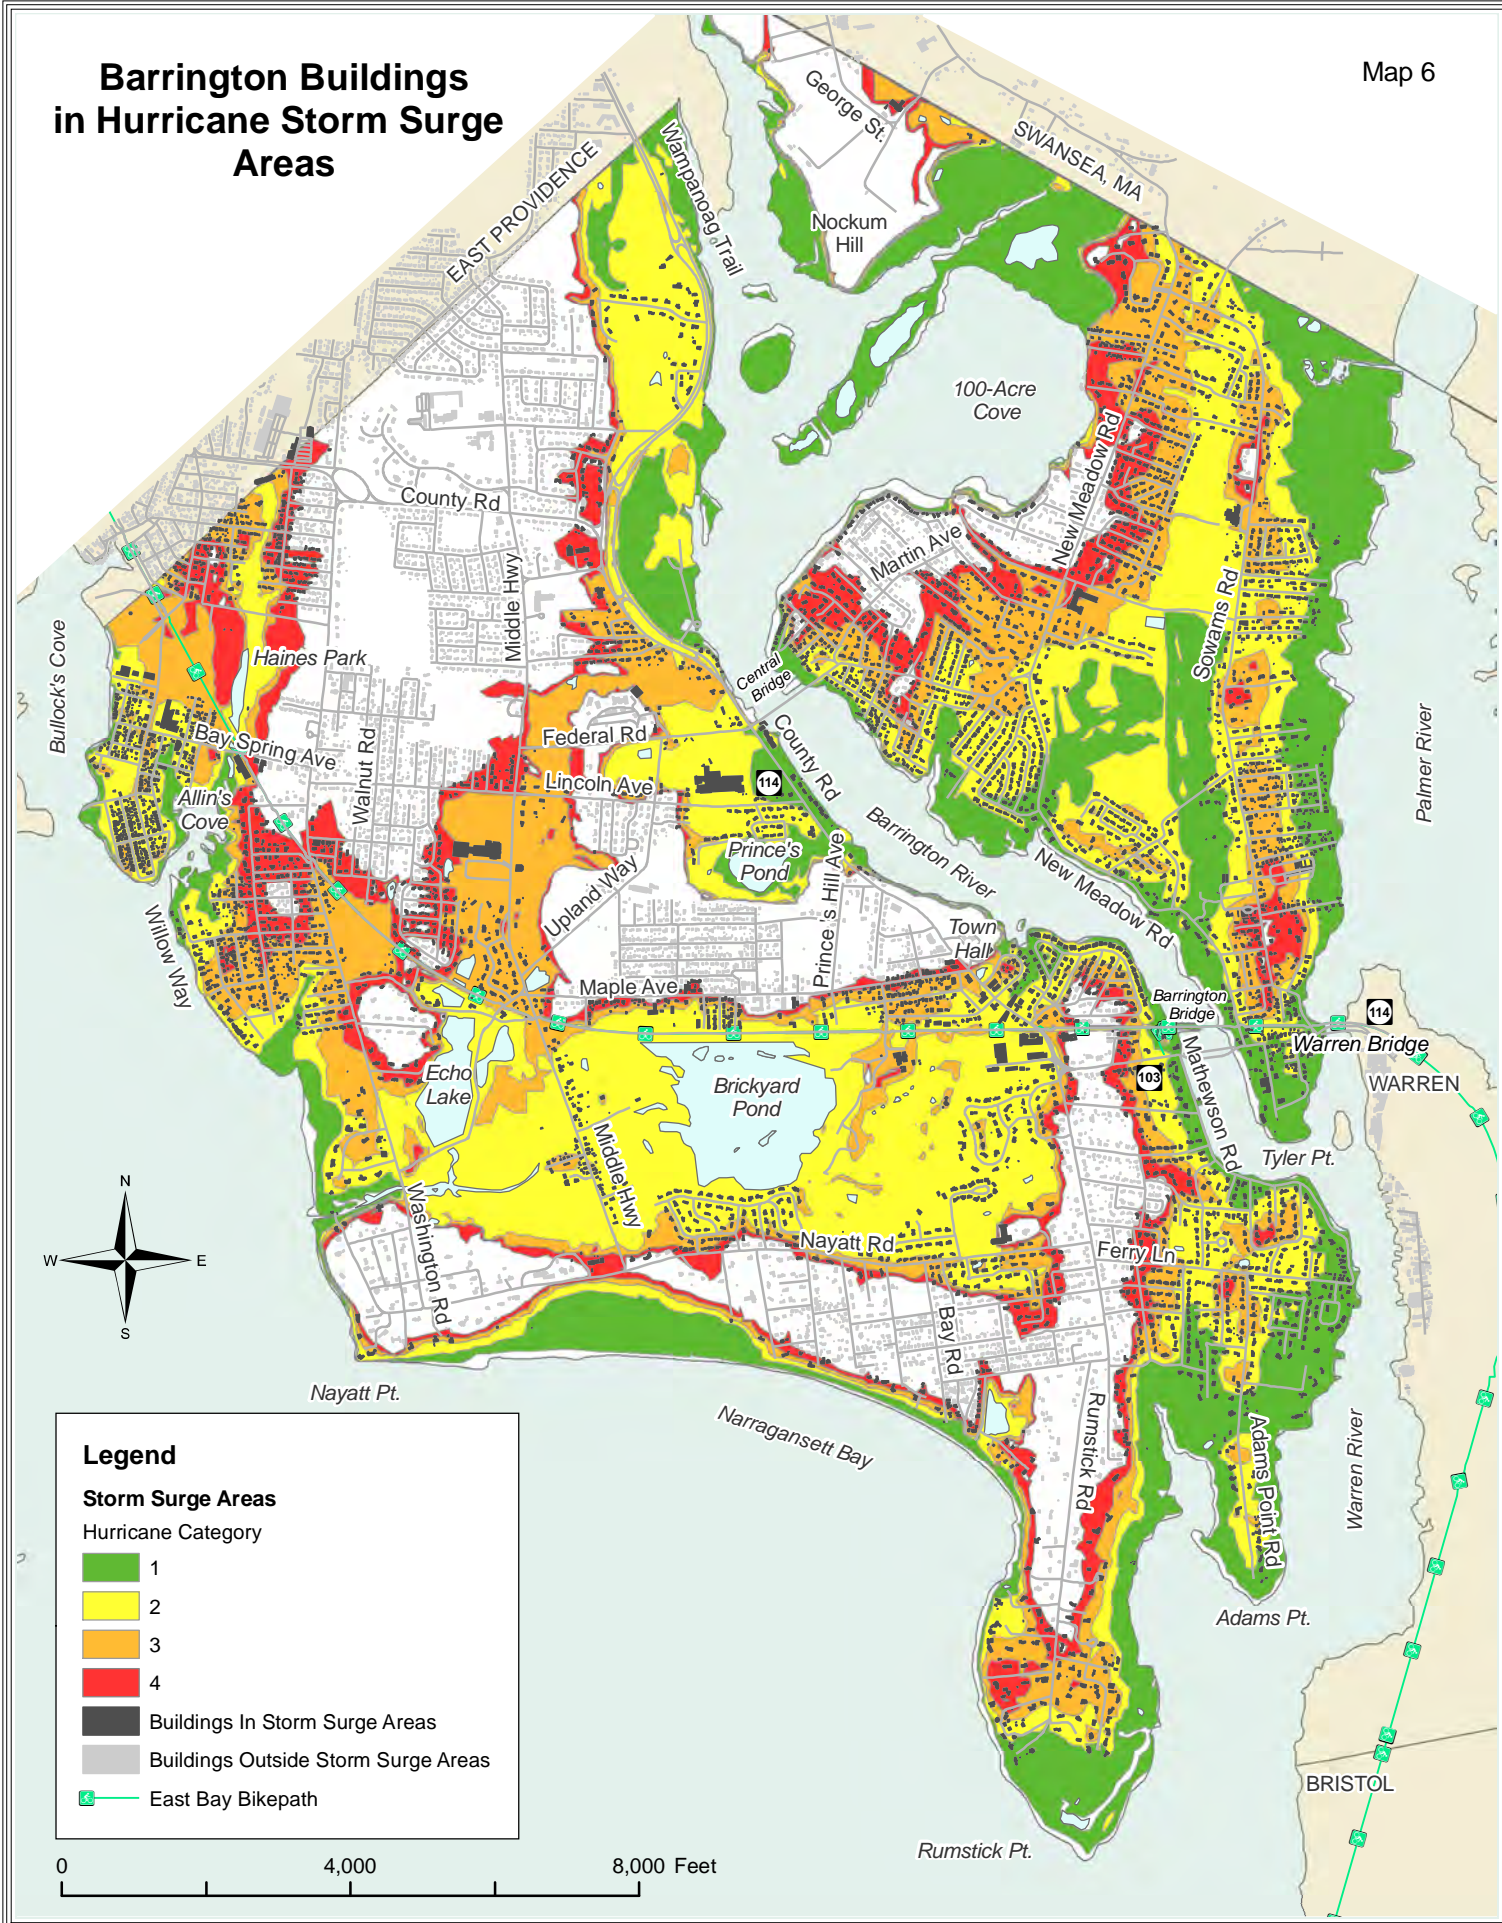 Barrington Buildings
in Hurricane Storm Surge
Areas
Map 6
George St.
SWANSEA, MA
Wampanoag Trail
EAST PROVIDENCE
Nockum
Hill
100-Acre
Cove
New Meadow Rd
County Rd
Martin Ave
Middle Hwy
Sowams Rd
Bullock's Cove
Haines Park
Central
Bridge
Palmer River
Bay Spring Ave
Walnut Rd
Federal Rd
County Rd
Lincoln Ave
114
Allin's
Cove
Barrington River
Prince's
Pond
Prince's Hill Ave
New Meadow Rd
Upland Way
Willow Way
Town
Hall
Maple Ave
Barrington
Bridge
114
Warren Bridge
WARREN
Echo
Lake
Brickyard
Pond
103
Mathewson Rd
Middle Hwy
Tyler Pt.
N
W
E
S
Washington Rd
Nayatt Rd
Ferry Ln
Bay Rd
Nayatt Pt.
Narragansett Bay
Rumstick Rd
Adams Point Rd
Warren River
Legend
Storm Surge Areas
Hurricane Category
1
2
3
4
Buildings In Storm Surge Areas
Buildings Outside Storm Surge Areas
East Bay Bikepath
Adams Pt.
BRISTOL
Rumstick Pt.
0
4,000
8,000 Feet